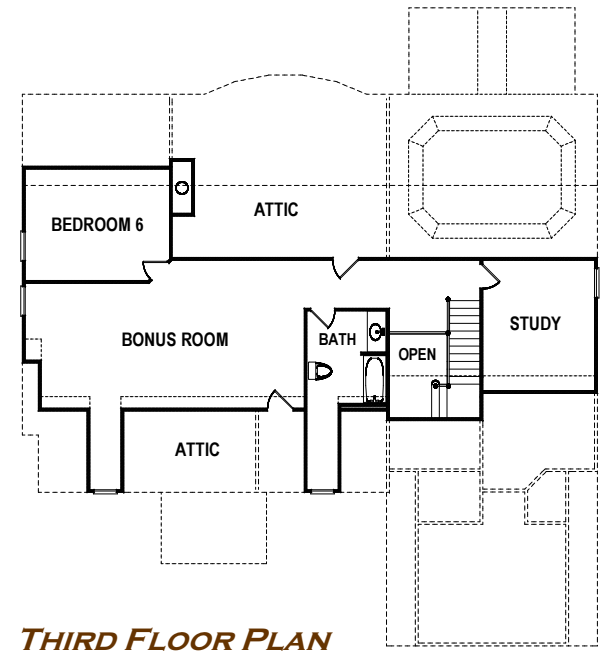 BEDROOM 6
ATTIC
BONUS ROOM
BATH
OPEN
STUDY
ATTIC
THIRD FLOOR PLAN